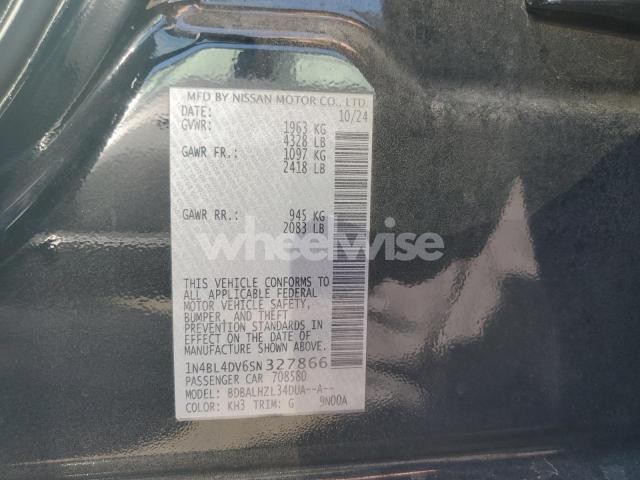 MFD BY NISSAN MOTOR CO., LTD.
DATE: 10/24
GVWR: 1963 KG
4328 LB
GAWR FR.: 1097 KG
2418 LB
GAWR RR.: 945 KG
2083 LB
wheelwise
THIS VEHICLE CONFORMS TO
ALL APPLICABLE FEDERAL
MOTOR VEHICLE SAFETY,
BUMPER, AND THEFT
PREVENTION STANDARDS
IN EFFECT ON THE DATE OF
MANUFACTURE SHOWN ABOVE.
1N4BL4DV6SN327866
PASSENGER CAR 708580
MODEL: BDBALHZL34DUA--A--
COLOR: KH3 TRIM: G 9N00A